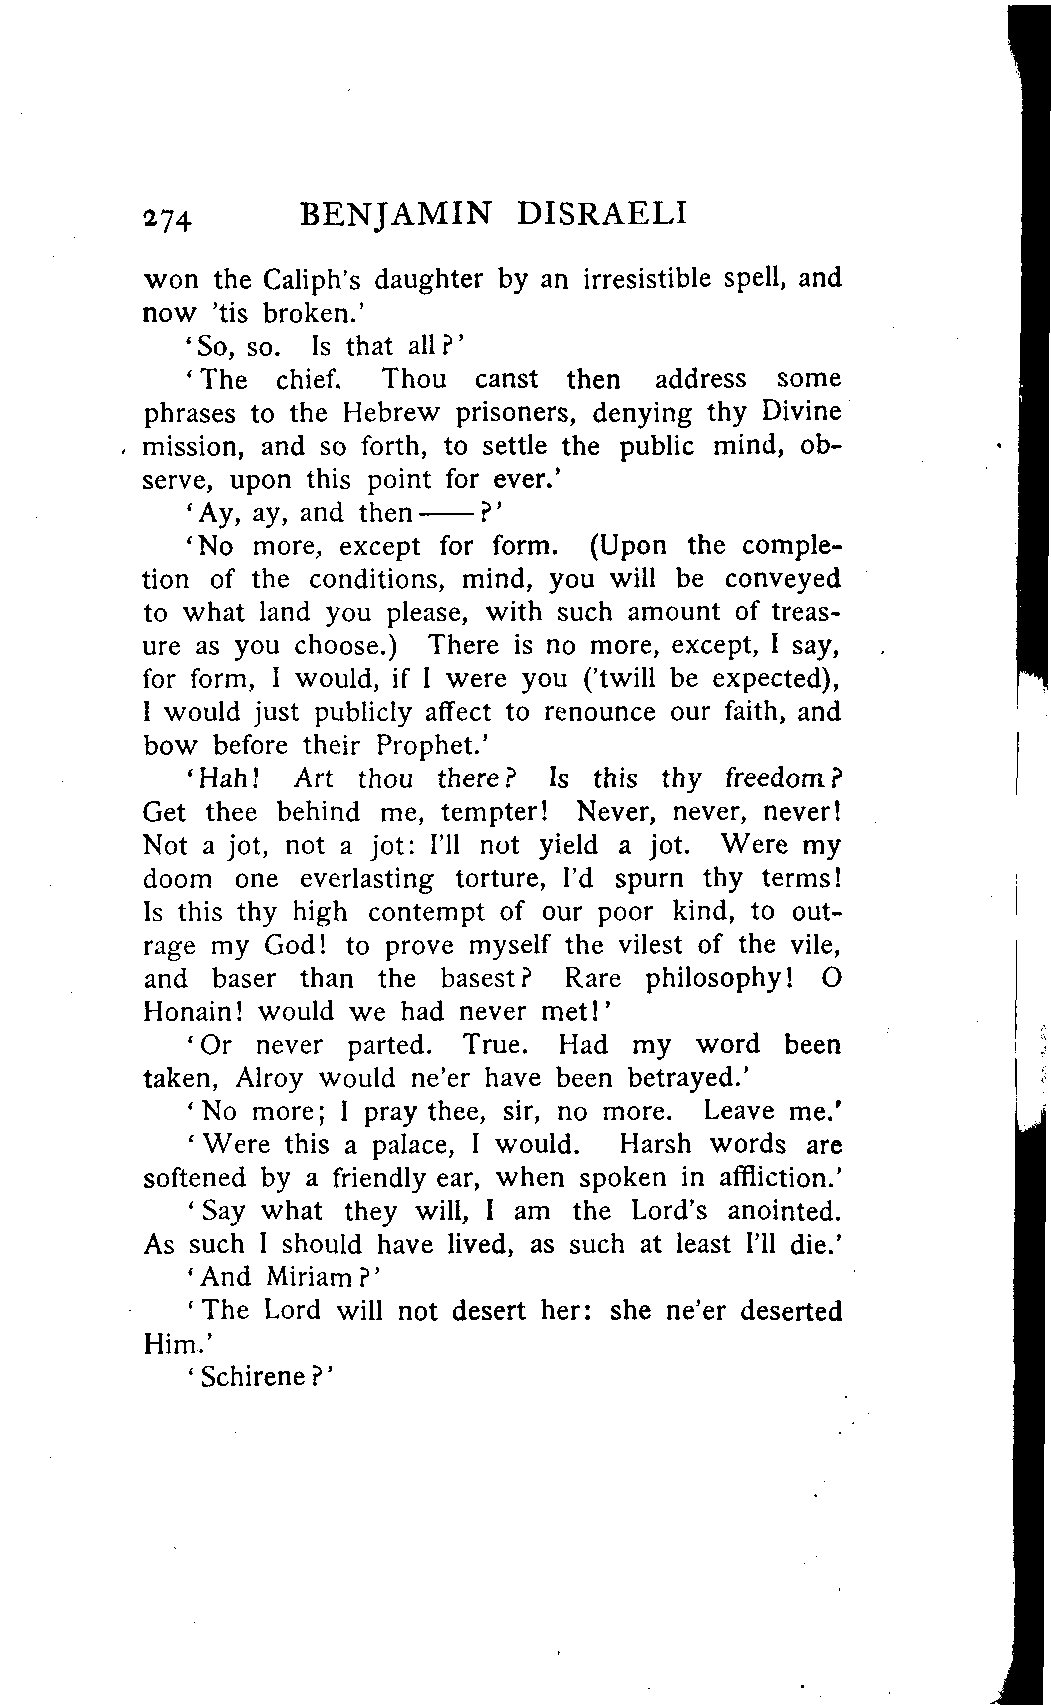 274 BENJAMIN DISRAELI
won the Caliph's daughter by an irresistible spell, and
now 'tis broken.'
'So, so. Is that all?'
'The chief. Thou canst then address some
phrases to the Hebrew prisoners, denying thy Divine
mission, and so forth, to settle the public mind, ob-
serve, upon this point for ever.'
'Ay, ay, and then——?'
'No more, except for form. (Upon the comple-
tion of the conditions, mind, you will be conveyed
to what land you please, with such amount of treas-
ure as you choose.) There is no more, except, I say,
for form, I would, if I were you ('twill be expected),
I would just publicly affect to renounce our faith, and
bow before their Prophet.'
'Hah! Art thou there? Is this thy freedom?
Get thee behind me, tempter! Never, never, never!
Not a jot, not a jot: I'll not yield a jot. Were my
doom one everlasting torture, I'd spurn thy terms!
Is this thy high contempt of our poor kind, to out-
rage my God! to prove myself the vilest of the vile,
and baser than the basest? Rare philosophy! O
Honain! would we had never met!'
'Or never parted. True. Had my word been
taken, Alroy would ne'er have been betrayed.'
'No more; I pray thee, sir, no more. Leave me.'
'Were this a palace, I would. Harsh words are
softened by a friendly ear, when spoken in affliction.'
'Say what they will, I am the Lord's anointed.
As such I should have lived, as such at least I'll die.'
'And Miriam?'
'The Lord will not desert her: she ne'er deserted
Him.'
'Schirene?'